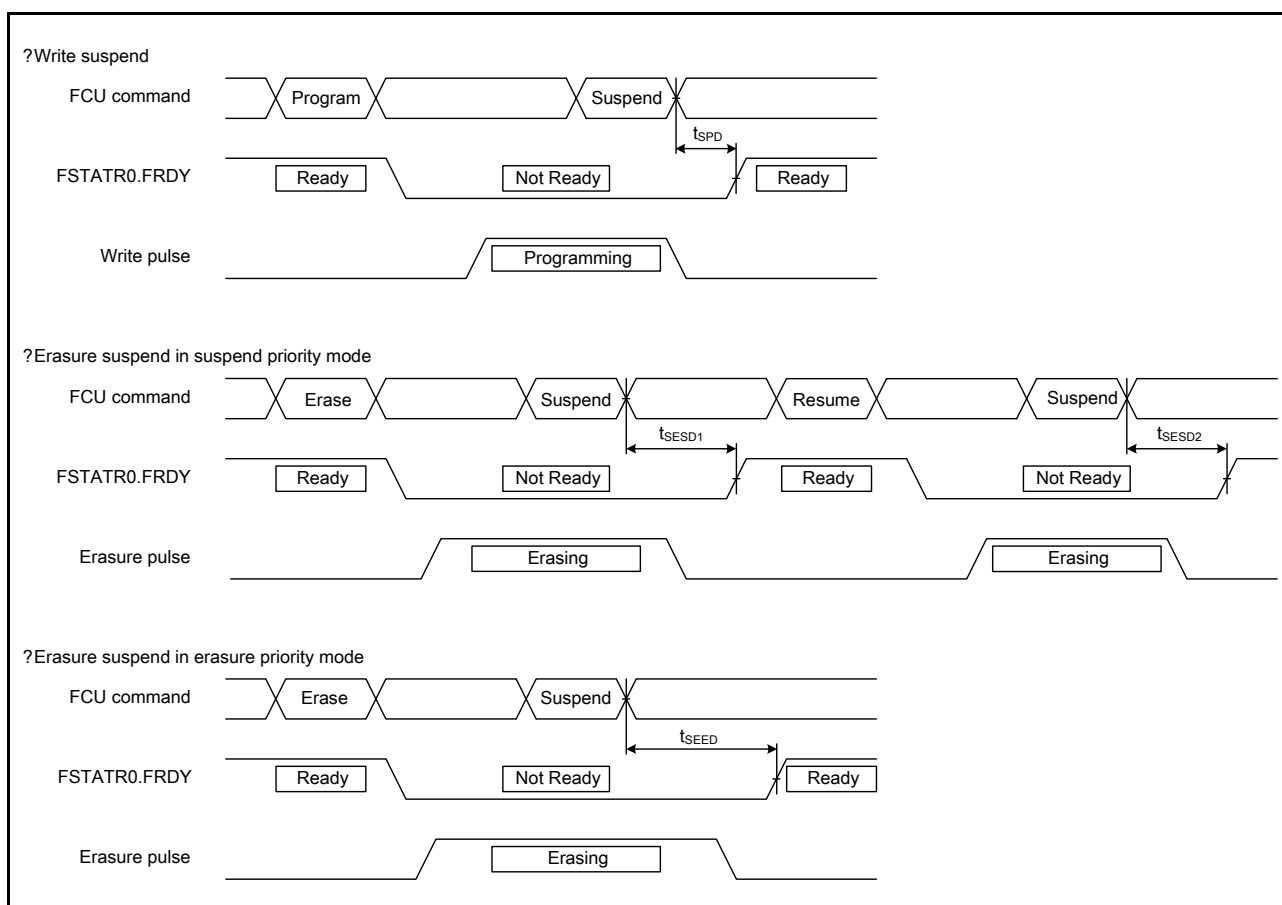 ?Write suspend
FCU command Program Suspend
tSPD
FSTATR0.FRDY Ready Not Ready Ready
Write pulse Programming
?Erasure suspend in suspend priority mode
FCU command Erase Suspend Resume Suspend
tSESD1 tSESD2
FSTATR0.FRDY Ready Not Ready Ready Not Ready
Erasure pulse Erasing Erasing
?Erasure suspend in erasure priority mode
FCU command Erase Suspend
tSEED
FSTATR0.FRDY Ready Not Ready Ready
Erasure pulse Erasing